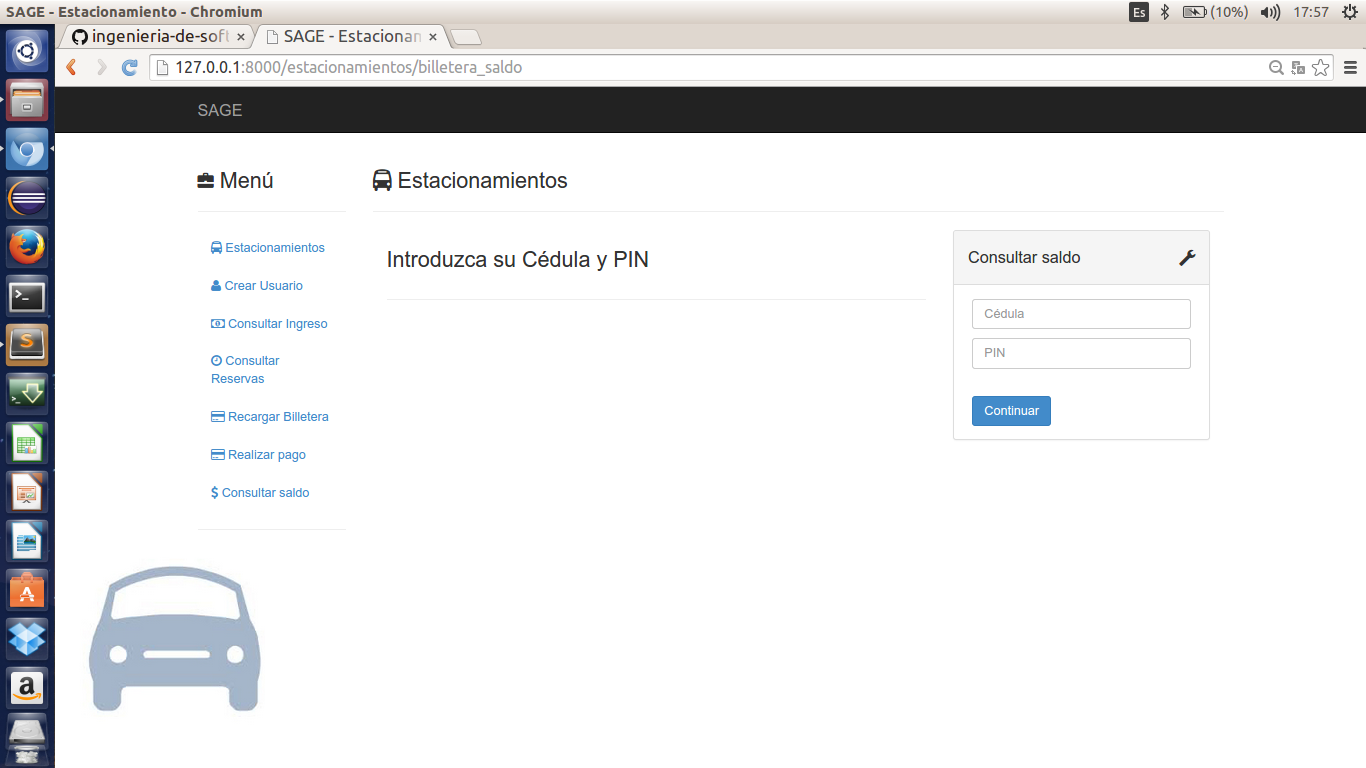 SAGE - Estacionamiento - Chromium
Es
(10%)
17:57
ingenieria-de-soft
SAGE - Estacionam
127.0.0.1:8000/estacionamientos/billetera_saldo
SAGE
Menú
Estacionamientos
Crear Usuario
Consultar Ingreso
Consultar
Reservas
Recargar Billetera
Realizar pago
Consultar saldo
Estacionamientos
Introduzca su Cédula y PIN
Consultar saldo
Cédula
PIN
Continuar